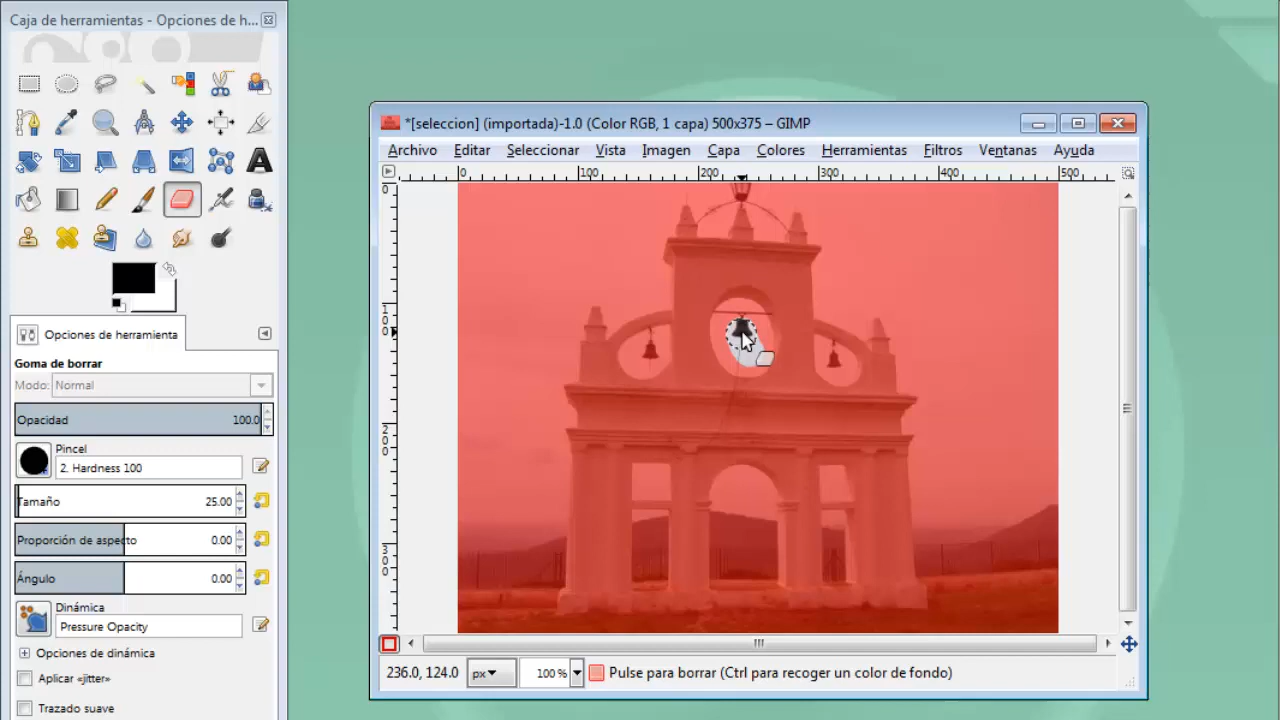 Caja de herramientas - Opciones de h...
Opciones de herramienta
Goma de borrar
Modo: Normal
Opacidad 100.0
Pincel
2. Hardness 100
Tamaño 25.00
Proporción de aspecto 0.00
Ángulo 0.00
Dinámica
Pressure Opacity
Opciones de dinámica
Aplicar «jitter»
Trazado suave
*[seleccion] (importada)-1.0 (Color RGB, 1 capa) 500x375 – GIMP
Archivo Editar Seleccionar Vista Imagen Capa Colores Herramientas Filtros Ventanas Ayuda
0 100 200 300 400 500
0
100
200
300
236.0, 124.0 px 100 % Pulse para borrar (Ctrl para recoger un color de fondo)